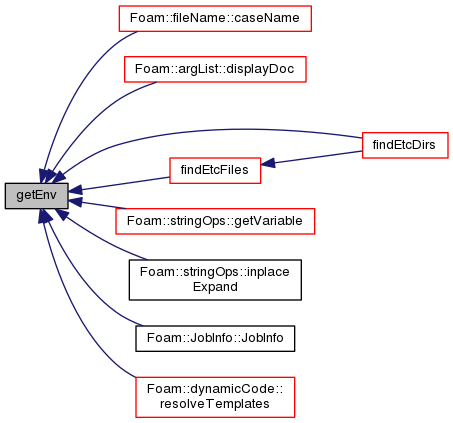 Foam::fileName::caseName
Foam::argList::displayDoc
findEtcDirs
findEtcFiles
getEnv
Foam::stringOps::getVariable
Foam::stringOps::inplace
Expand
Foam::JobInfo::JobInfo
Foam::dynamicCode::
resolveTemplates